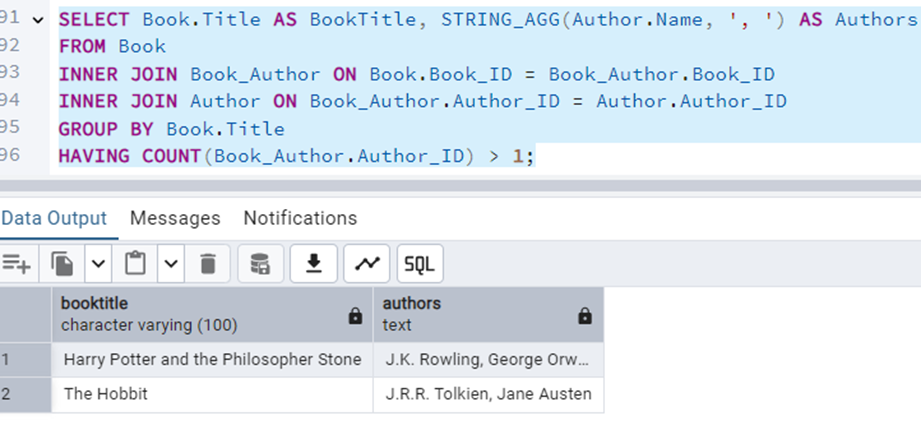 91 SELECT Book.Title AS BookTitle, STRING_AGG(Author.Name, ', ') AS Authors
92 FROM Book
93 INNER JOIN Book_Author ON Book.Book_ID = Book_Author.Book_ID
94 INNER JOIN Author ON Book_Author.Author_ID = Author.Author_ID
95 GROUP BY Book.Title
96 HAVING COUNT(Book_Author.Author_ID) > 1;
Data Output Messages Notifications
SQL
booktitle authors
character varying (100) text
1 Harry Potter and the Philosopher Stone J.K. Rowling, George Orw...
2 The Hobbit J.R.R. Tolkien, Jane Austen